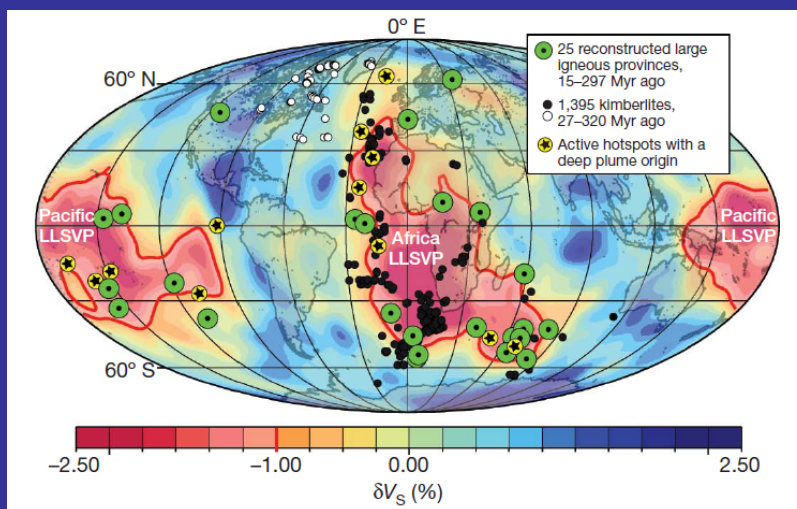 0° E
60° N
25 reconstructed large
igneous provinces,
15–297 Myr ago
1,395 kimberlites,
27–320 Myr ago
Active hotspots with a
deep plume origin
Pacific
LLSVP
Africa
LLSVP
Pacific
LLSVP
60° S
–2.50
–1.00
0.00
2.50
δVS (%)